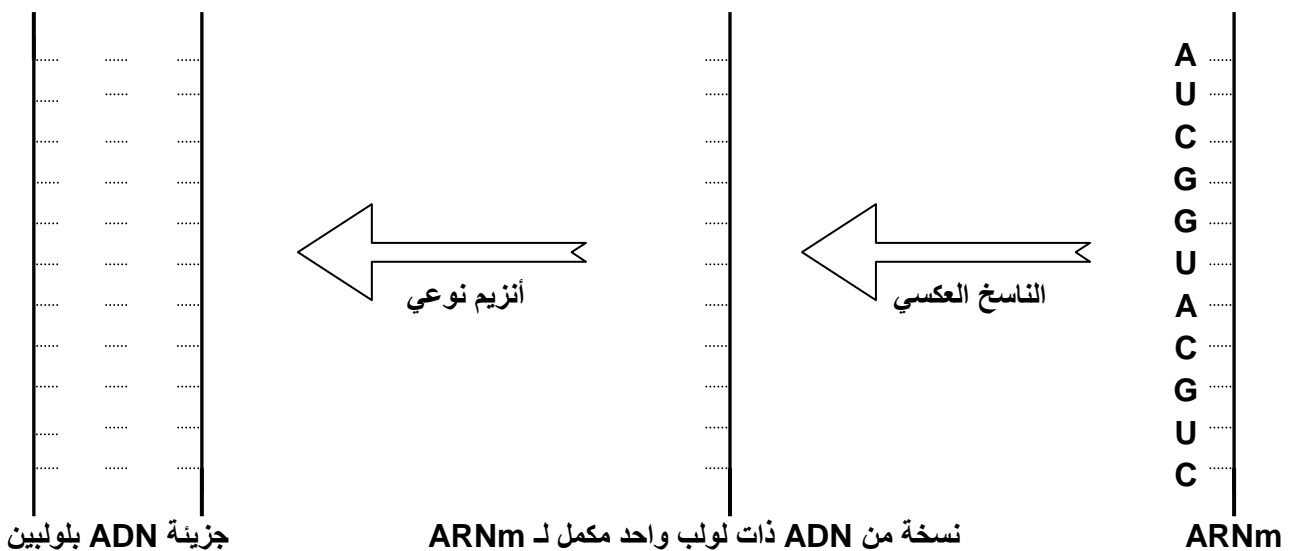 A
U
C
G
G
U
A
C
G
U
C
الناسخ العكسي
أنزيم نوعي
ARNm
نسخة من ADN ذات لولب واحد مكمل لـ ARNm
جزيئة ADN بلولبين